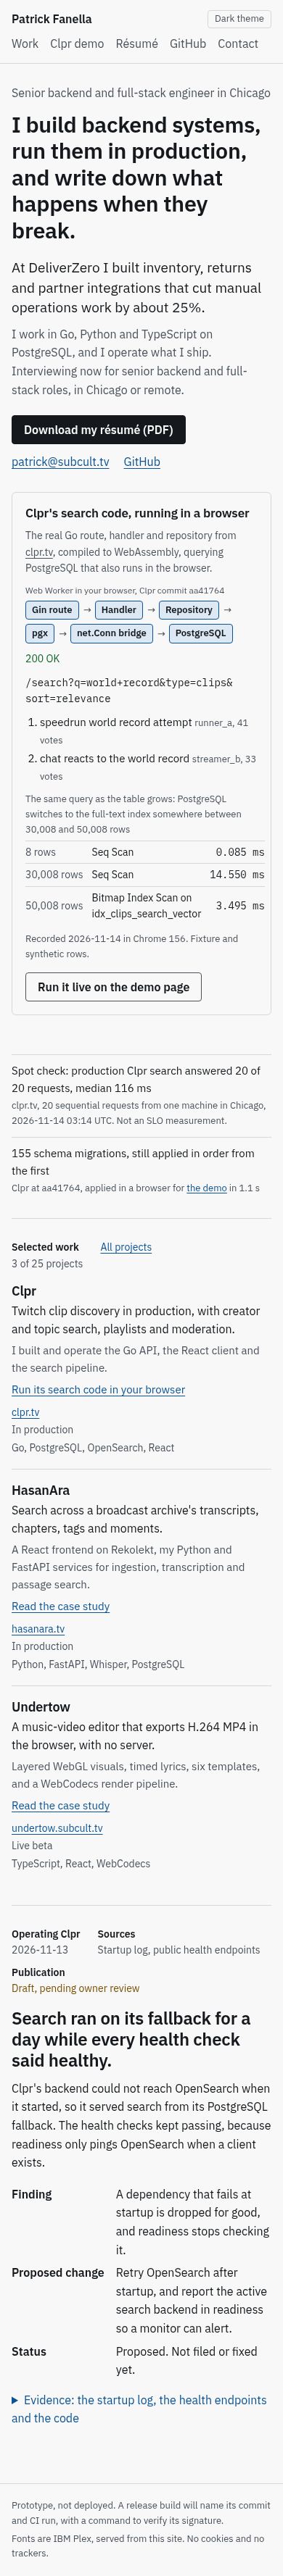 Patrick Fanella
Dark theme
Work Clpr demo Résumé GitHub Contact
Senior backend and full-stack engineer in Chicago
I build backend systems,
run them in production,
and write down what
happens when they
break.
At DeliverZero I built inventory, returns
and partner integrations that cut manual
operations work by about 25%.
I work in Go, Python and TypeScript on
PostgreSQL, and I operate what I ship.
Interviewing now for senior backend and full-
stack roles, in Chicago or remote.
Download my résumé (PDF)
patrick@subcult.tv GitHub
Clpr's search code, running in a browser
The real Go route, handler and repository from
clpr.tv, compiled to WebAssembly, querying
PostgreSQL that also runs in the browser.
Web Worker in your browser, Clpr commit aa41764
Gin route → Handler → Repository →
pgx → net.Conn bridge → PostgreSQL
200 OK
/search?q=world+record&type=clips&
sort=relevance
1. speedrun world record attempt runner_a, 41
votes
2. chat reacts to the world record streamer_b, 33
votes
The same query as the table grows: PostgreSQL
switches to the full-text index somewhere between
30,008 and 50,008 rows
8 rows Seq Scan 0.085 ms
30,008 rows Seq Scan 14.550 ms
50,008 rows Bitmap Index Scan on
idx_clips_search_vector 3.495 ms
Recorded 2026-11-14 in Chrome 156. Fixture and
synthetic rows.
Run it live on the demo page
Spot check: production Clpr search answered 20 of
20 requests, median 116 ms
clpr.tv, 20 sequential requests from one machine in Chicago,
2026-11-14 03:14 UTC. Not an SLO measurement.
155 schema migrations, still applied in order from
the first
Clpr at aa41764, applied in a browser for the demo in 1.1 s
Selected work All projects
3 of 25 projects
Clpr
Twitch clip discovery in production, with creator
and topic search, playlists and moderation.
I built and operate the Go API, the React client and
the search pipeline.
Run its search code in your browser
clpr.tv
In production
Go, PostgreSQL, OpenSearch, React
HasanAra
Search across a broadcast archive's transcripts,
chapters, tags and moments.
A React frontend on Rekolekt, my Python and
FastAPI services for ingestion, transcription and
passage search.
Read the case study
hasanara.tv
In production
Python, FastAPI, Whisper, PostgreSQL
Undertow
A music-video editor that exports H.264 MP4 in
the browser, with no server.
Layered WebGL visuals, timed lyrics, six templates,
and a WebCodecs render pipeline.
Read the case study
undertow.subcult.tv
Live beta
TypeScript, React, WebCodecs
Operating Clpr Sources
2026-11-13 Startup log, public health endpoints
Publication
Draft, pending owner review
Search ran on its fallback for a
day while every health check
said healthy.
Clpr's backend could not reach OpenSearch when
it started, so it served search from its PostgreSQL
fallback. The health checks kept passing, because
readiness only pings OpenSearch when a client
exists.
Finding A dependency that fails at
startup is dropped for good,
and readiness stops checking
it.
Proposed change Retry OpenSearch after
startup, and report the active
search backend in readiness
so a monitor can alert.
Status Proposed. Not filed or fixed
yet.
▶ Evidence: the startup log, the health endpoints
and the code
Prototype, not deployed. A release build will name its commit
and CI run, with a command to verify its signature.
Fonts are IBM Plex, served from this site. No cookies and no
trackers.